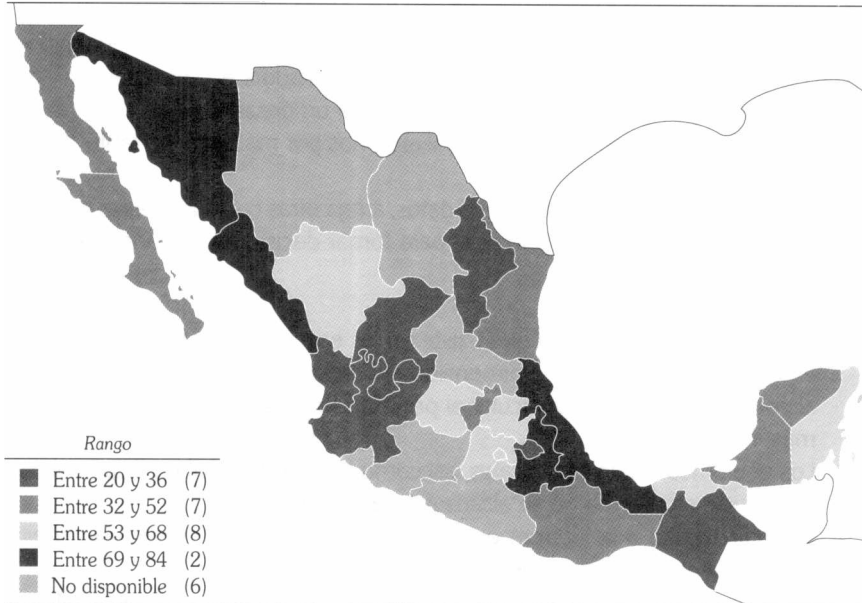 Rango
Entre 20 y 36 (7)
Entre 32 y 52 (7)
Entre 53 y 68 (8)
Entre 69 y 84 (2)
No disponible (6)